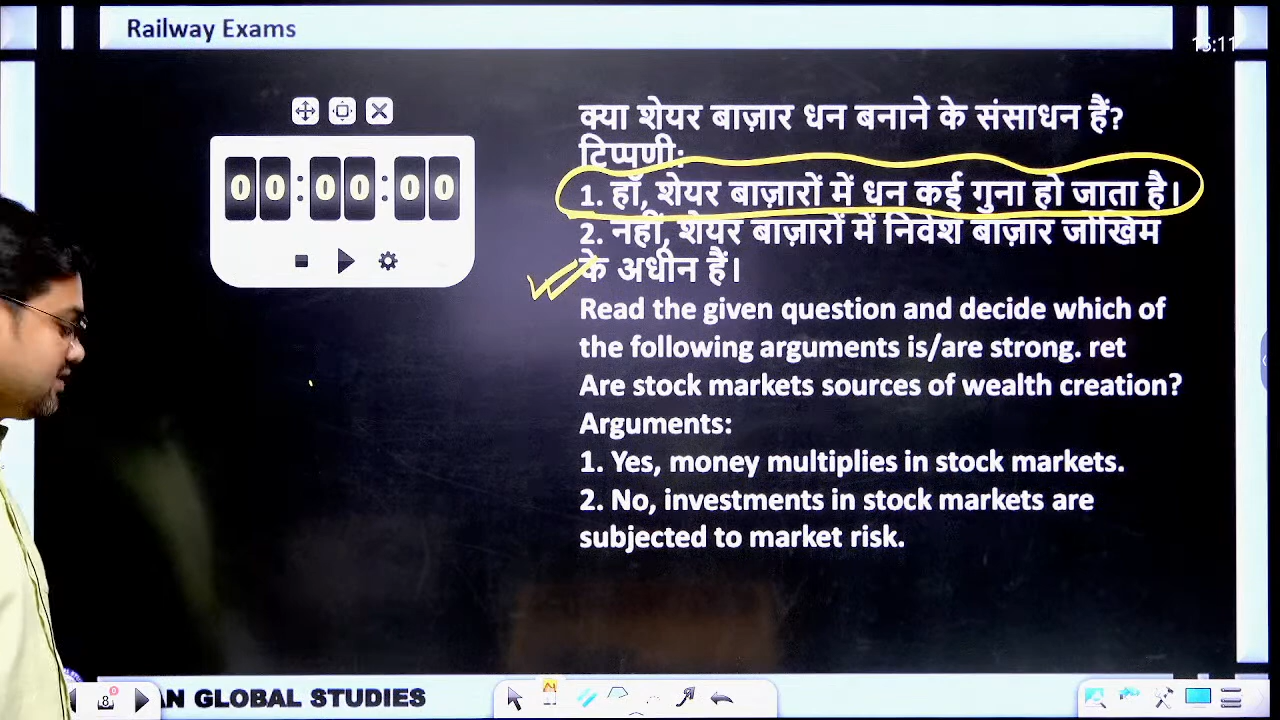 Railway Exams
15:11
क्या शेयर बाज़ार धन बनाने के संसाधन हैं?
टिप्पणी:
1. हाँ, शेयर बाज़ारों में धन कई गुना हो जाता है।
2. नहीं, शेयर बाज़ारों में निवेश बाज़ार जोखिम
के अधीन हैं।
00:00:00
Read the given question and decide which of
the following arguments is/are strong. ret
Are stock markets sources of wealth creation?
Arguments:
1. Yes, money multiplies in stock markets.
2. No, investments in stock markets are
subjected to market risk.
AN GLOBAL STUDIES